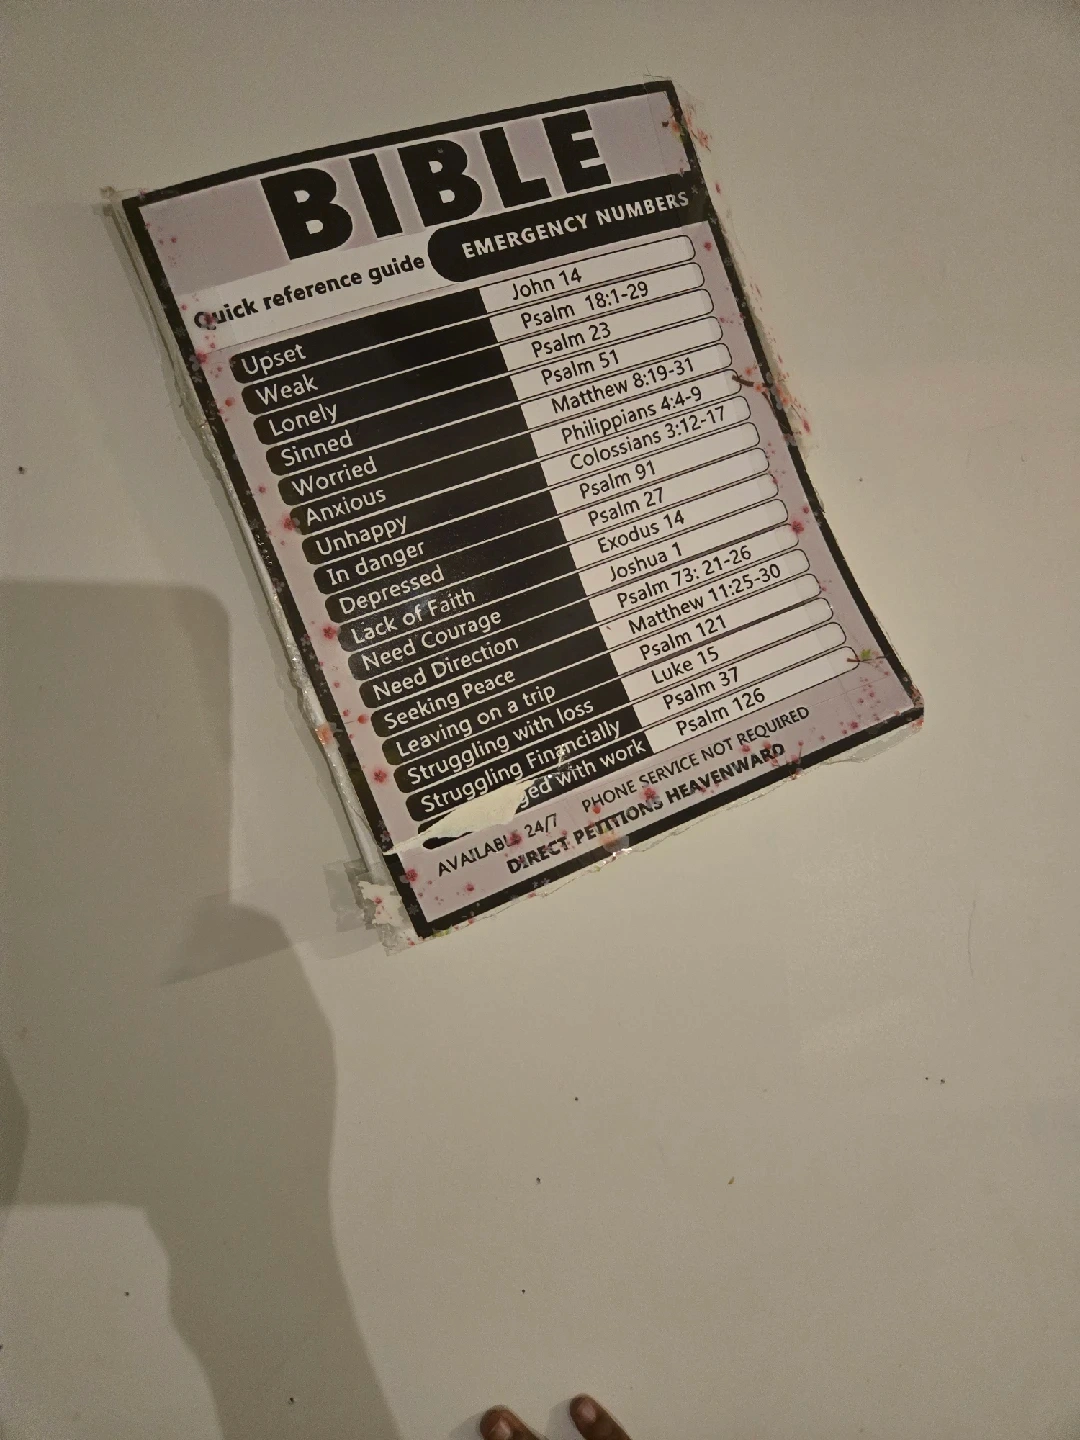 BIBLE
Quick reference guide EMERGENCY NUMBERS
Upset John 14
Weak Psalm 18:1-29
Lonely Psalm 23
Sinned Psalm 51
Worried Matthew 8:19-31
Anxious Philippians 4:4-9
Unhappy Colossians 3:12-17
In danger Psalm 91
Depressed Psalm 27
Lack of Faith Exodus 14
Need Courage Joshua 1
Need Direction Psalm 73: 21-26
Seeking Peace Matthew 11:25-30
Leaving on a trip Psalm 121
Struggling with loss Luke 15
Struggling Financially Psalm 37
ged with work Psalm 126
AVAILABLE 24/7 PHONE SERVICE NOT REQUIRED
DIRECT PETITIONS HEAVENWARD